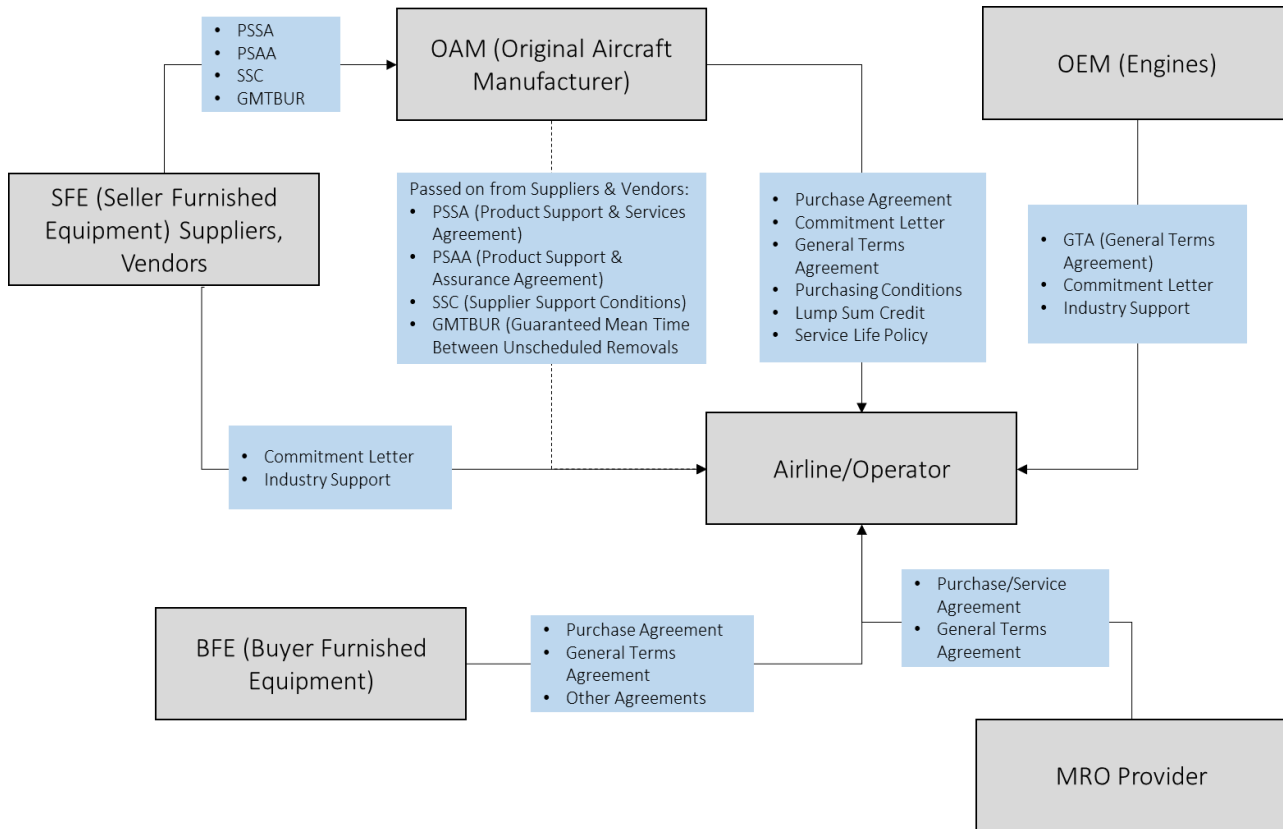 • PSSA
• PSAA
• SSC
• GMTBUR
OAM (Original Aircraft
Manufacturer)
OEM (Engines)
SFE (Seller Furnished
Equipment) Suppliers,
Vendors
Passed on from Suppliers & Vendors:
• PSSA (Product Support & Services
Agreement)
• PSAA (Product Support &
Assurance Agreement)
• SSC (Supplier Support Conditions)
• GMTBUR (Guaranteed Mean Time
Between Unscheduled Removals
• Purchase Agreement
• Commitment Letter
• General Terms
Agreement
• Purchasing Conditions
• Lump Sum Credit
• Service Life Policy
• GTA (General Terms
Agreement)
• Commitment Letter
• Industry Support
• Commitment Letter
• Industry Support
Airline/Operator
BFE (Buyer Furnished
Equipment)
• Purchase Agreement
• General Terms
Agreement
• Other Agreements
• Purchase/Service
Agreement
• General Terms
Agreement
MRO Provider